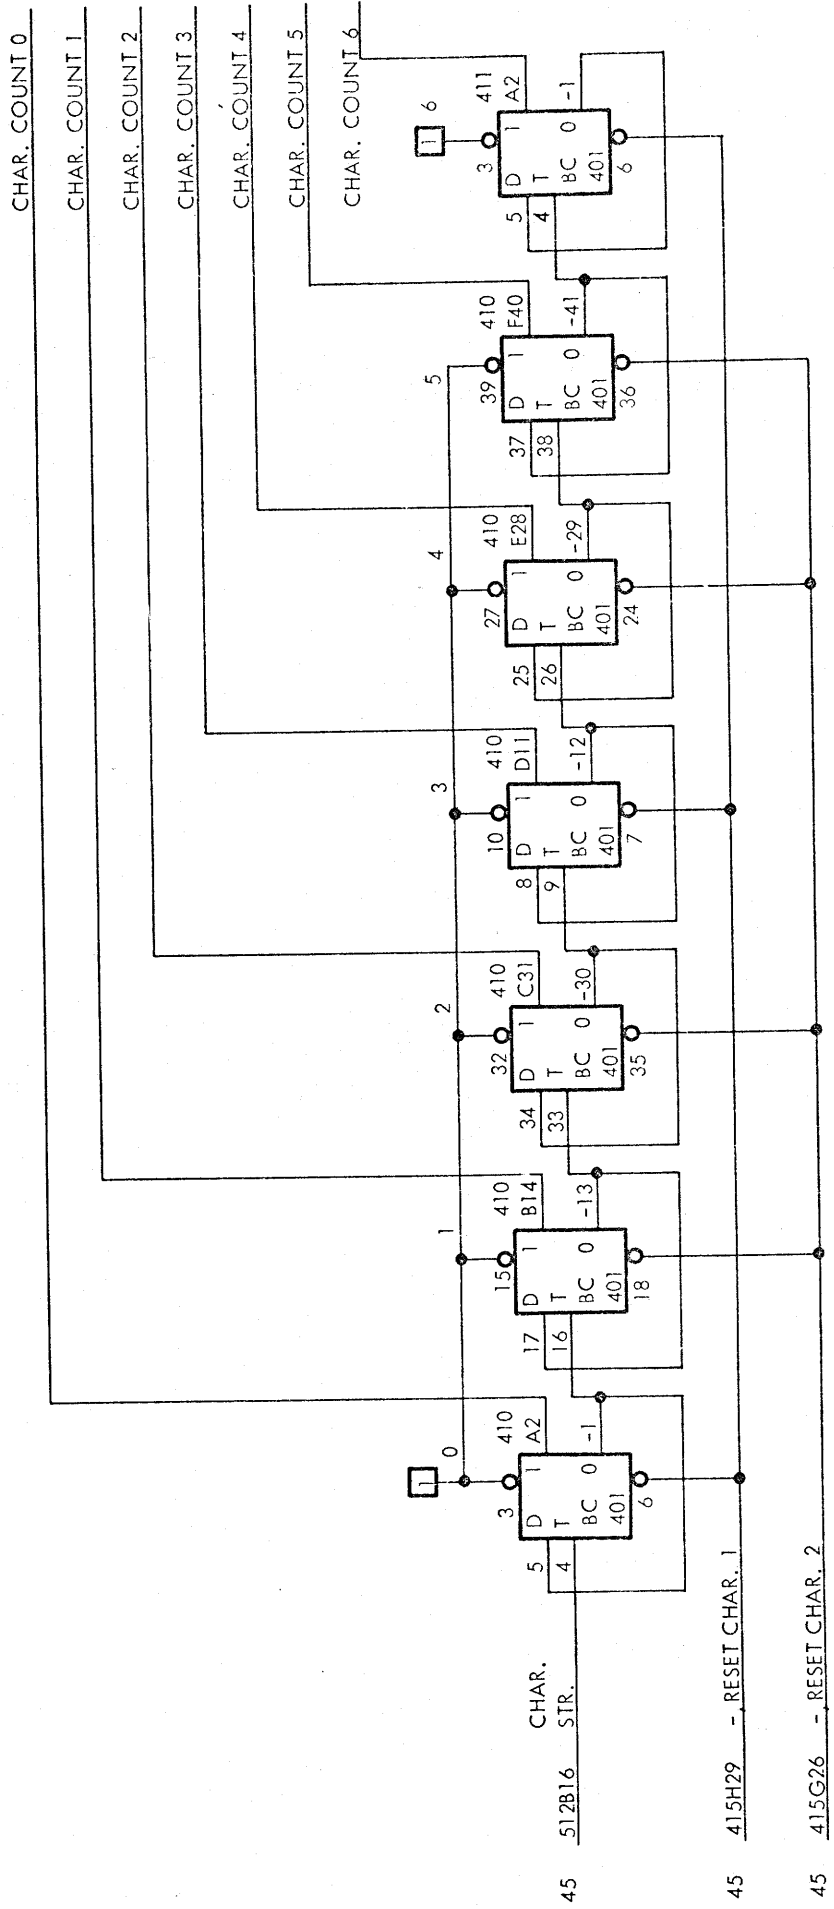 CHAR. COUNT 0
CHAR. COUNT 1
CHAR. COUNT 2
CHAR. COUNT 3
CHAR. COUNT 4
CHAR. COUNT 5
CHAR. COUNT 6
1
0
3
410
A2
D
1
5
T
4
BC
0
-1
401
6
1
15
410
B14
D
1
17
T
16
BC
0
-13
401
18
2
32
410
C31
D
1
34
T
33
BC
0
-30
401
35
3
10
410
D11
D
1
8
T
9
BC
0
-12
401
7
4
27
410
E28
D
1
25
T
26
BC
0
-29
401
24
5
39
410
F40
D
1
37
T
38
BC
0
-41
401
36
1
6
3
411
A2
D
1
5
T
4
BC
0
-1
401
6
CHAR.
45 512B16 STR.
45 415H29 -, RESET CHAR. 1
45 415G26 -, RESET CHAR. 2